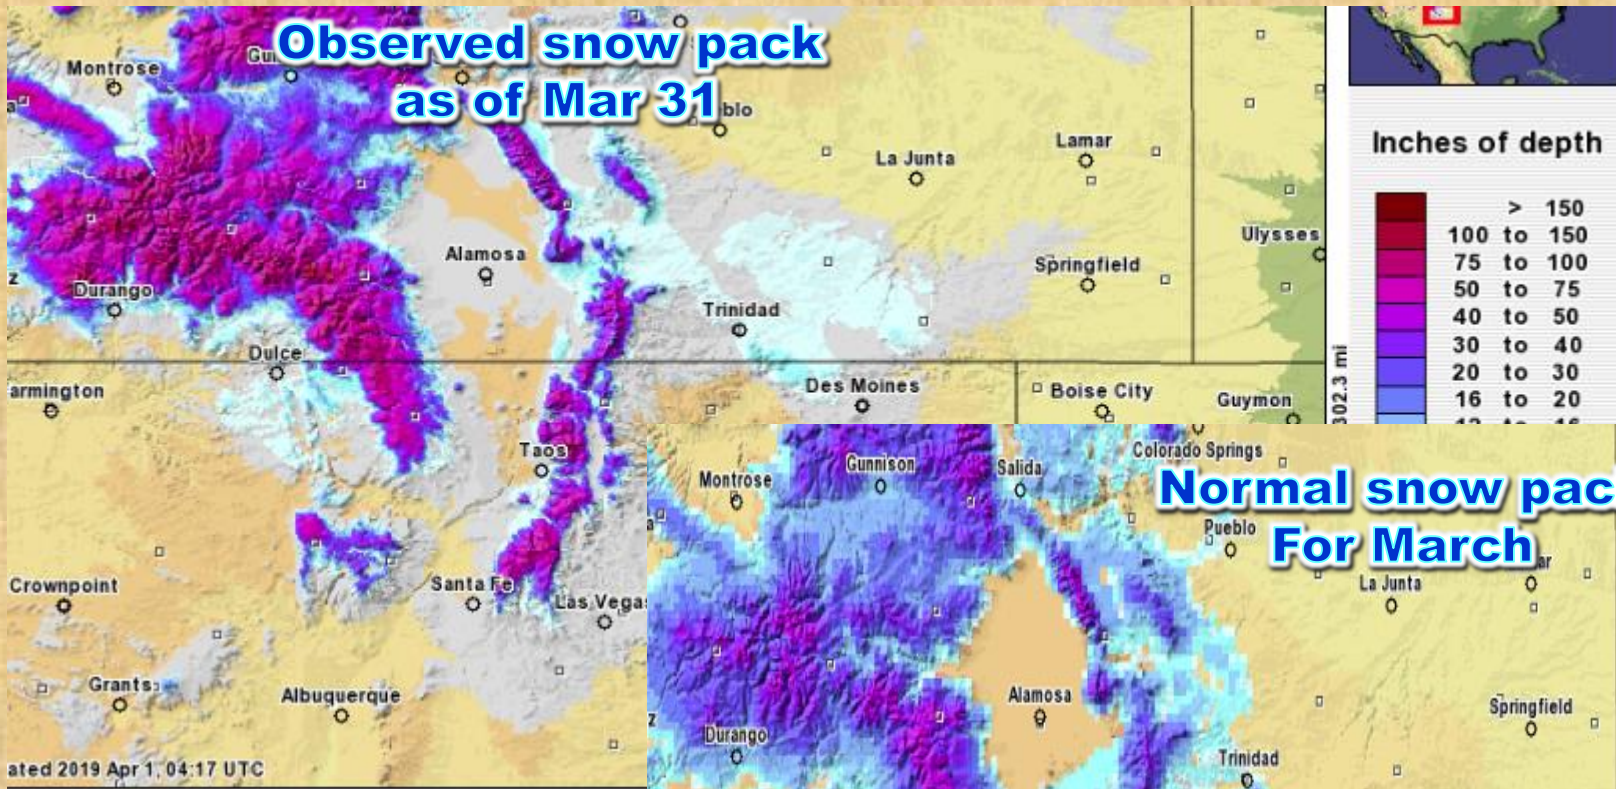 Observed snow pack
as of Mar 31
Montrose
Lamar
La Junta
Inches of depth
> 150
100 to 150
75 to 100
50 to 75
40 to 50
30 to 40
20 to 30
16 to 20
Ulysses
Alamosa
Springfield
Durango
Trinidad
z
Dulce
armington
Des Moines
Boise City
Guymon
302.3 mi
Taos
Crownpoint
Santa Fe
Las Vegas
Grants
Albuquerque
ated 2019 Apr 1, 04:17 UTC
Normal snow pac
For March
Montrose
Gunnison
Salida
Colorado Springs
Pueblo
La Junta
ar
Alamosa
Springfield
z
Durango
Trinidad